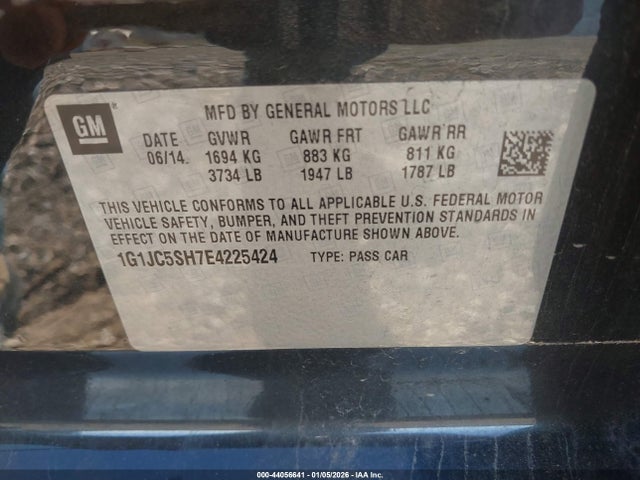 GM
®
MFD BY GENERAL MOTORS LLC
DATE GVWR GAWR FRT GAWR RR
06/14 1694 KG 883 KG 811 KG
3734 LB 1947 LB 1787 LB
THIS VEHICLE CONFORMS TO ALL APPLICABLE U.S. FEDERAL MOTOR
VEHICLE SAFETY, BUMPER, AND THEFT PREVENTION STANDARDS IN
EFFECT ON THE DATE OF MANUFACTURE SHOWN ABOVE.
1G1JC5SH7E4225424 TYPE: PASS CAR
000-44056641 - 01/05/2026 - IAA Inc.